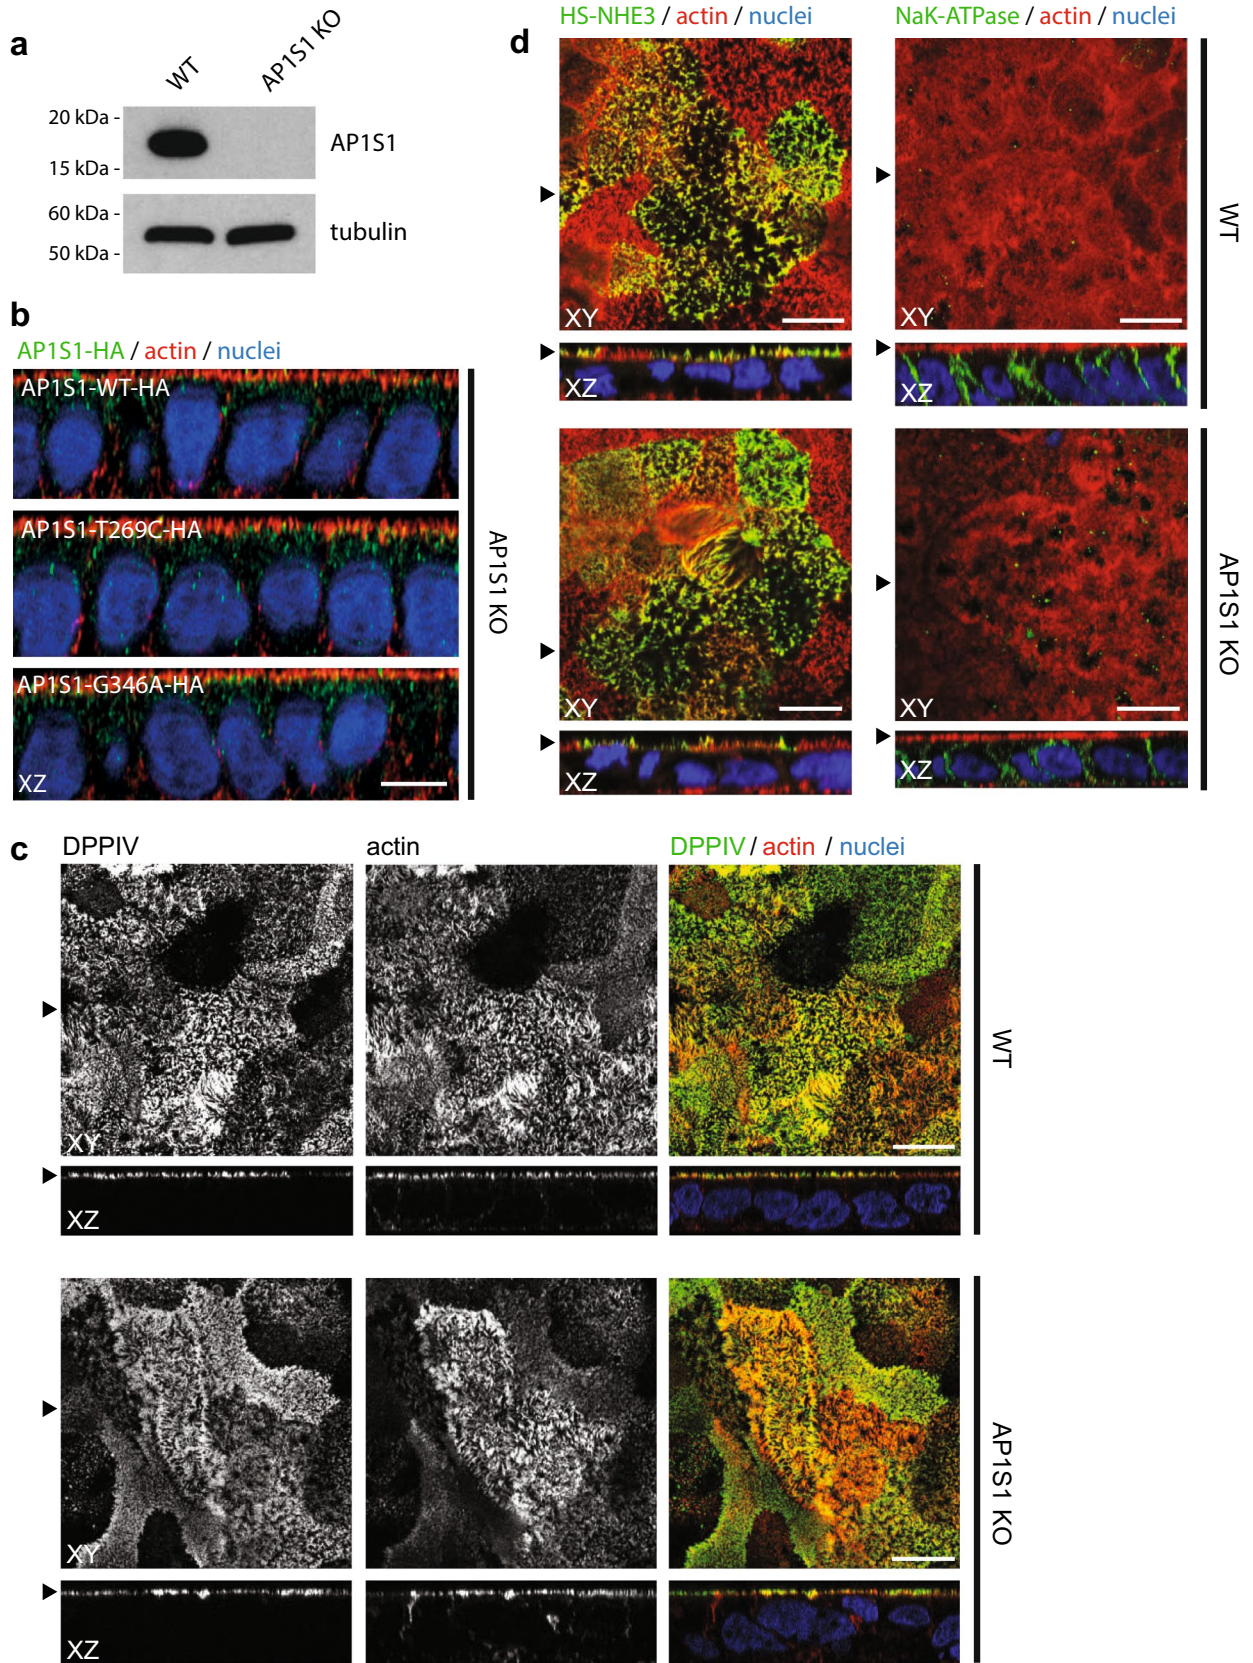 a
WT
AP1S1 KO
20 kDa -
15 kDa -
AP1S1
60 kDa -
50 kDa -
tubulin
b
AP1S1-HA / actin / nuclei
AP1S1-WT-HA
AP1S1-T269C-HA
AP1S1-G346A-HA
XZ
AP1S1 KO
d
HS-NHE3 / actin / nuclei
NaK-ATPase / actin / nuclei
XY
XY
XZ
XZ
WT
XY
XY
XZ
XZ
AP1S1 KO
c
DPPIV
actin
DPPIV / actin / nuclei
XY
XZ
WT
XY
XZ
AP1S1 KO